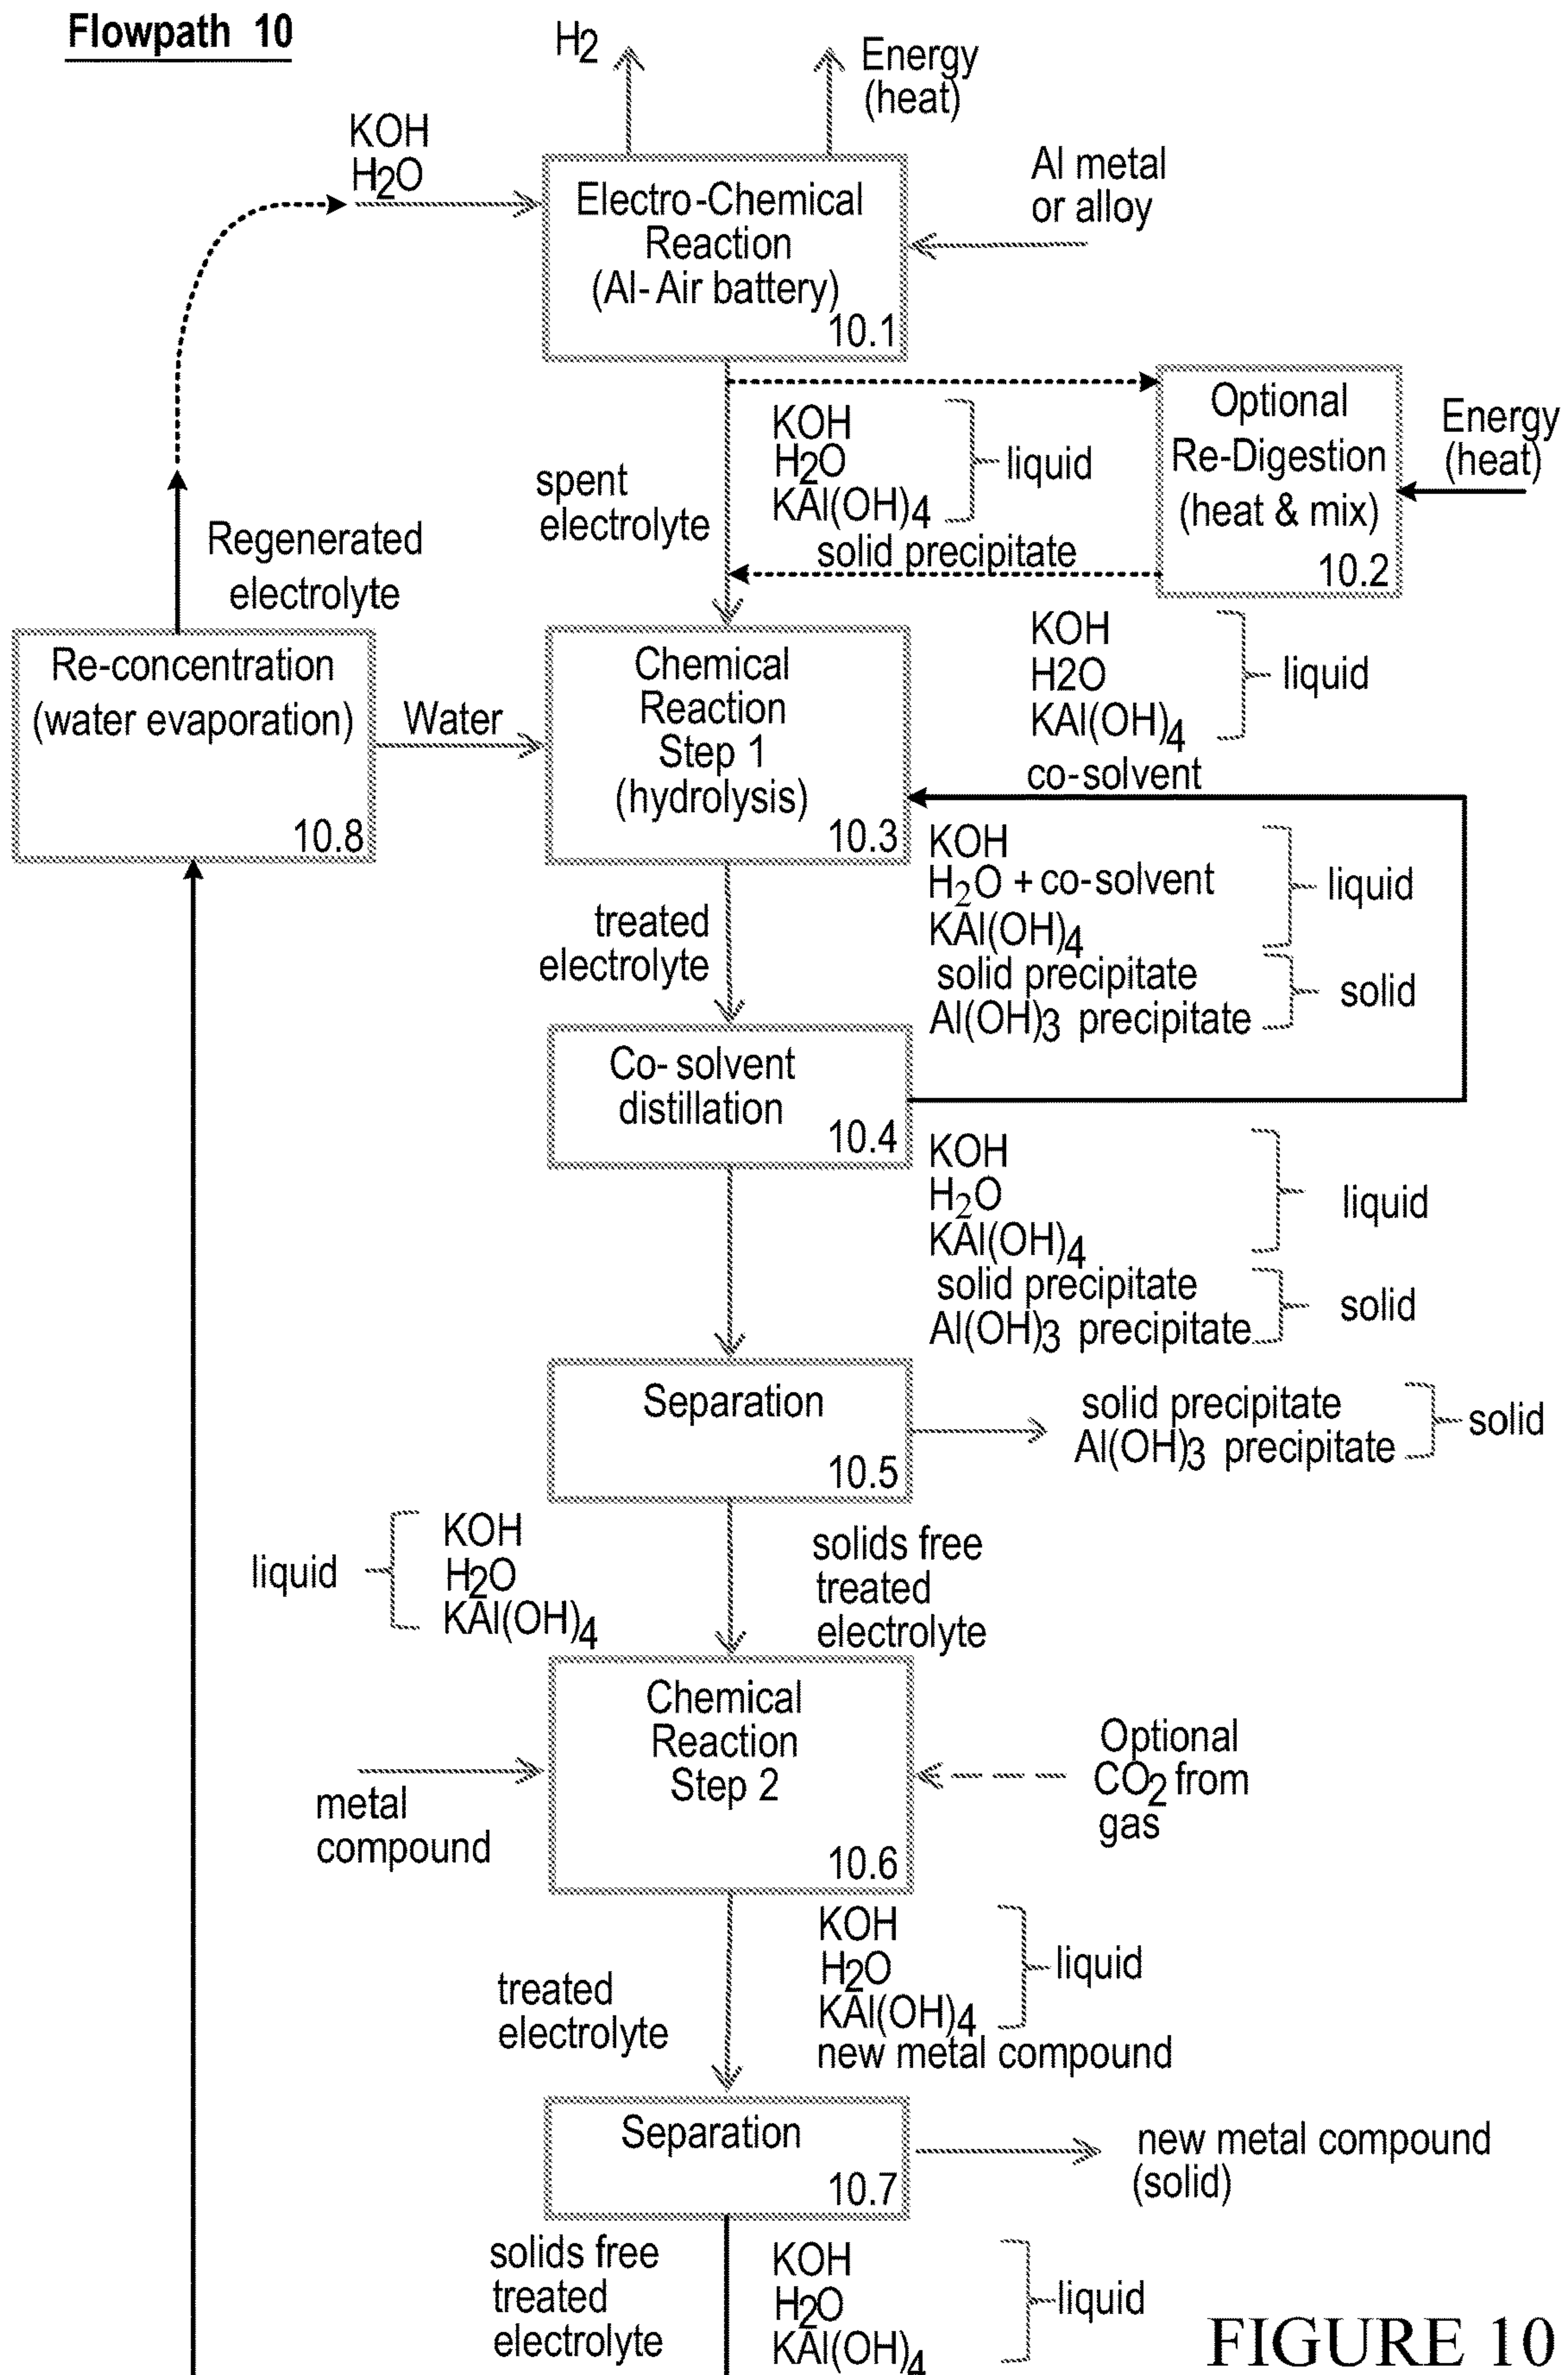 Flowpath 10
H2
Energy
(heat)
KOH
H2O
Al metal
or alloy
Electro-Chemical
Reaction
(Al-Air battery)
10.1
KOH
H2O
KAl(OH)4
liquid
solid precipitate
spent
electrolyte
Optional
Re-Digestion
(heat & mix)
10.2
Energy
(heat)
Regenerated
electrolyte
Re-concentration
(water evaporation)
10.8
Water
Chemical
Reaction
Step 1
(hydrolysis)
10.3
KOH
H2O
KAl(OH)4
liquid
co-solvent
KOH
H2O + co-solvent
KAl(OH)4
liquid
solid precipitate
Al(OH)3 precipitate
solid
treated
electrolyte
Co-solvent
distillation
10.4
KOH
H2O
KAl(OH)4
liquid
solid precipitate
Al(OH)3 precipitate
solid
Separation
10.5
solid precipitate
Al(OH)3 precipitate
solid
liquid
KOH
H2O
KAl(OH)4
solids free
treated
electrolyte
Chemical
Reaction
Step 2
10.6
metal
compound
Optional
CO2 from
gas
treated
electrolyte
KOH
H2O
KAl(OH)4
liquid
new metal compound
Separation
10.7
new metal compound
(solid)
solids free
treated
electrolyte
KOH
H2O
KAl(OH)4
liquid
FIGURE 10